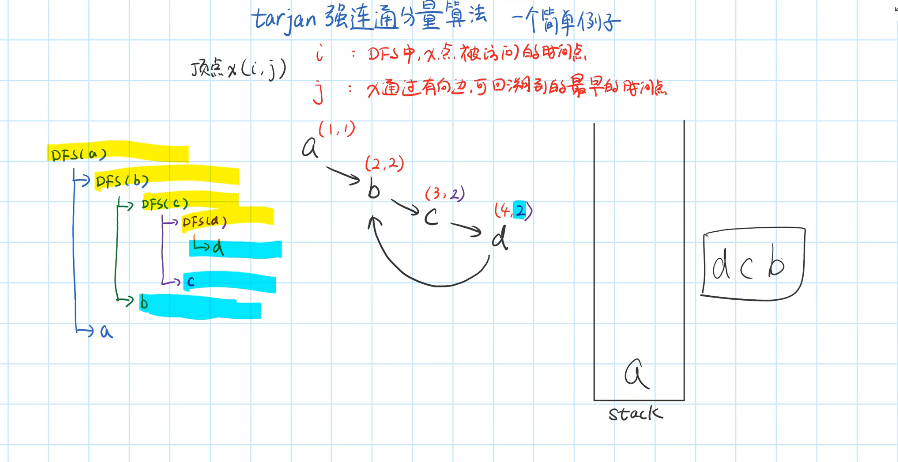 tarjan 强连通分量算法 一个简单例子
顶点x(i,j)
i : DFS中,x点被访问的时间点
j : x通过有向边,可回溯到的最早的时间点
DFS(a)
DFS(b)
DFS(c)
DFS(d)
d
c
b
a
a (1,1)
b (2,2)
c (3,2)
d (4,2)
d c b
a
stack